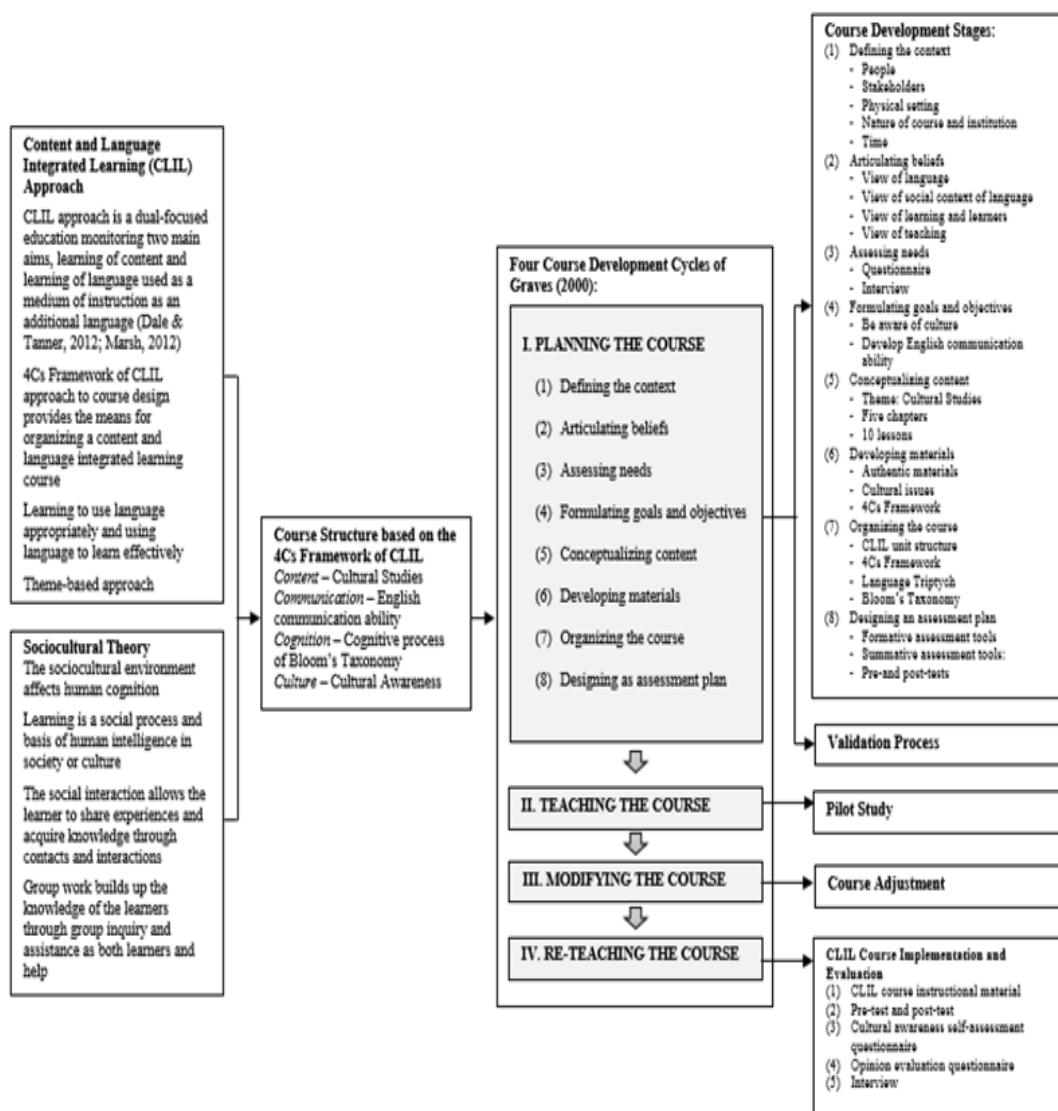 Content and Language
Integrated Learning (CLIL)
Approach
CLIL approach is a dual-focused
education monitoring two main
aims, learning of content and
learning of language used as a
medium of instruction as an
additional language (Dale &
Tanner, 2012; Marsh, 2012)
4Cs Framework of CLIL
approach to course design
provides the means for
organizing a content and
language integrated learning
course
Learning to use language
appropriately and using
language to learn effectively
Theme-based approach
Sociocultural Theory
The sociocultural environment
affects human cognition
Learning is a social process and
basis of human intelligence in
society or culture
The social interaction allows the
learner to share experiences and
acquire knowledge through
contacts and interactions
Group work builds up the
knowledge of the learners
through group inquiry and
assistance as both learners and
help
Course Structure based on the
4Cs Framework of CLIL
Content – Cultural Studies
Communication – English
communication ability
Cognition – Cognitive process
of Bloom's Taxonomy
Culture – Cultural Awareness
Four Course Development Cycles of
Graves (2000):
I. PLANNING THE COURSE
(1) Defining the context
(2) Articulating beliefs
(3) Assessing needs
(4) Formulating goals and objectives
(5) Conceptualizing content
(6) Developing materials
(7) Organizing the course
(8) Designing as assessment plan
II. TEACHING THE COURSE
III. MODIFYING THE COURSE
IV. RE-TEACHING THE COURSE
Course Development Stages:
(1) Defining the context
- People
- Stakeholders
- Physical setting
- Nature of course and institution
- Time
(2) Articulating beliefs
- View of language
- View of social context of language
- View of learning and learners
- View of teaching
(3) Assessing needs
- Questionnaire
- Interview
(4) Formulating goals and objectives
- Be aware of culture
- Develop English communication
ability
(5) Conceptualizing content
- Theme: Cultural Studies
- Five chapters
- 10 lessons
(6) Developing materials
- Authentic materials
- Cultural issues
- 4Cs Framework
(7) Organizing the course
- CLIL unit structure
- 4Cs Framework
- Language Triptych
- Bloom's Taxonomy
(8) Designing an assessment plan
- Formative assessment tools
- Summative assessment tools:
- Pre-and post-tests
Validation Process
Pilot Study
Course Adjustment
CLIL Course Implementation and
Evaluation
(1) CLIL course instructional material
(2) Pre-test and post-test
(3) Cultural awareness self-assessment
questionnaire
(4) Opinion evaluation questionnaire
(5) Interview